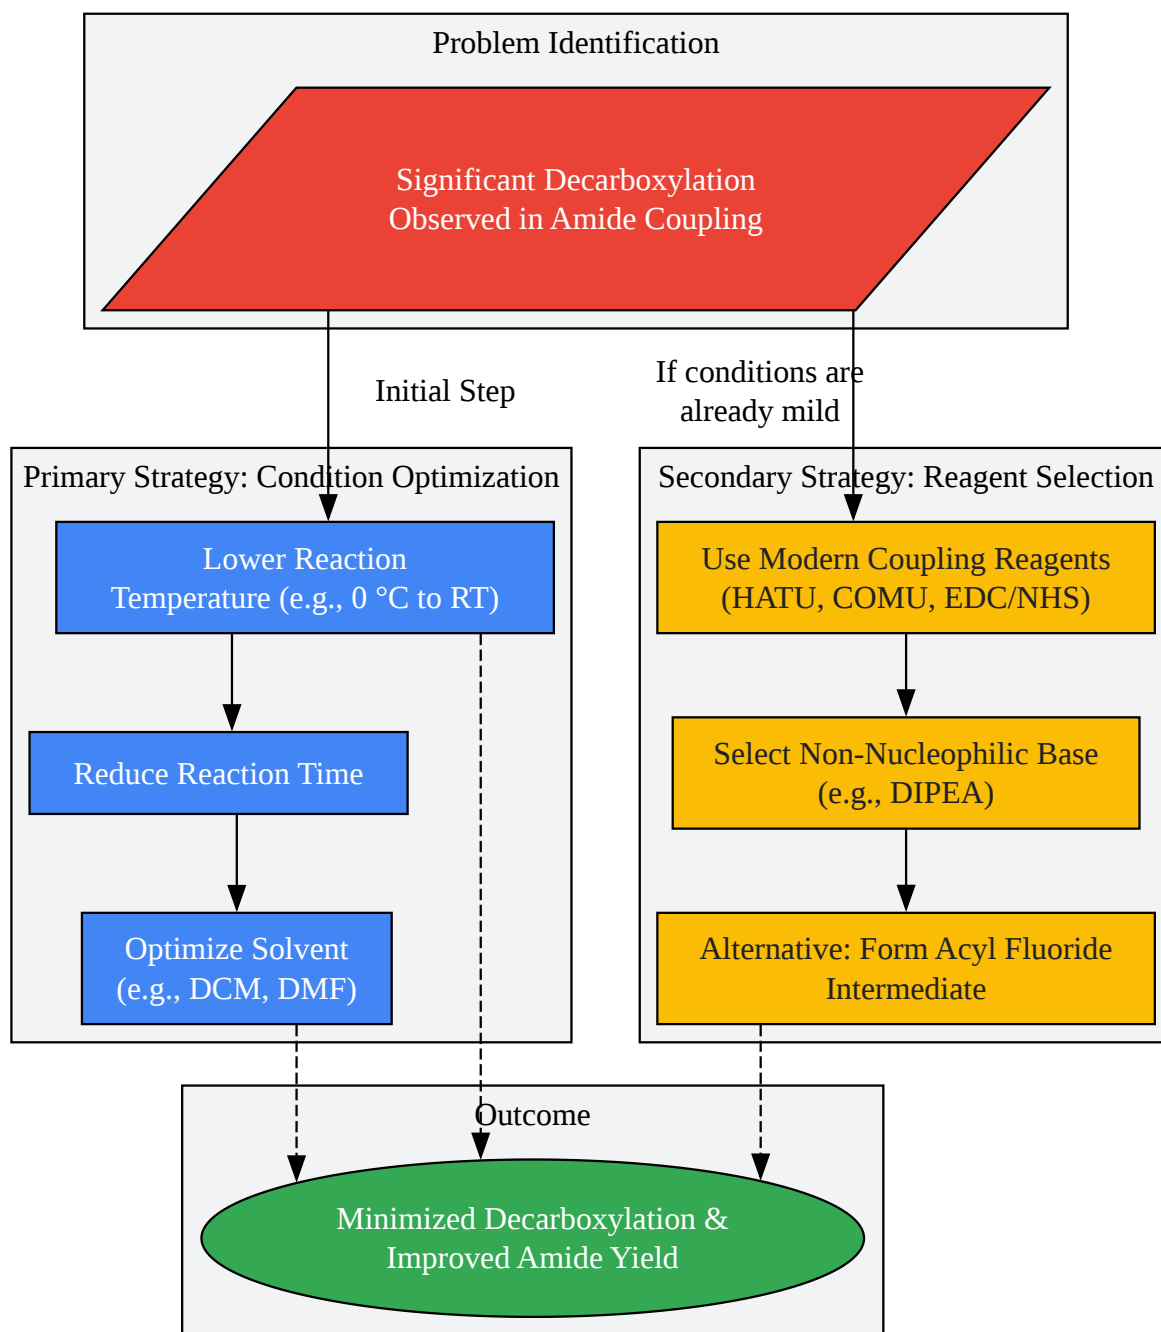 Problem Identification
Significant Decarboxylation
Observed in Amide Coupling
Initial Step
If conditions are
already mild
Primary Strategy: Condition Optimization
Lower Reaction
Temperature (e.g., 0 °C to RT)
Reduce Reaction Time
Optimize Solvent
(e.g., DCM, DMF)
Secondary Strategy: Reagent Selection
Use Modern Coupling Reagents
(HATU, COMU, EDC/NHS)
Select Non-Nucleophilic Base
(e.g., DIPEA)
Alternative: Form Acyl Fluoride
Intermediate
Outcome
Minimized Decarboxylation &
Improved Amide Yield